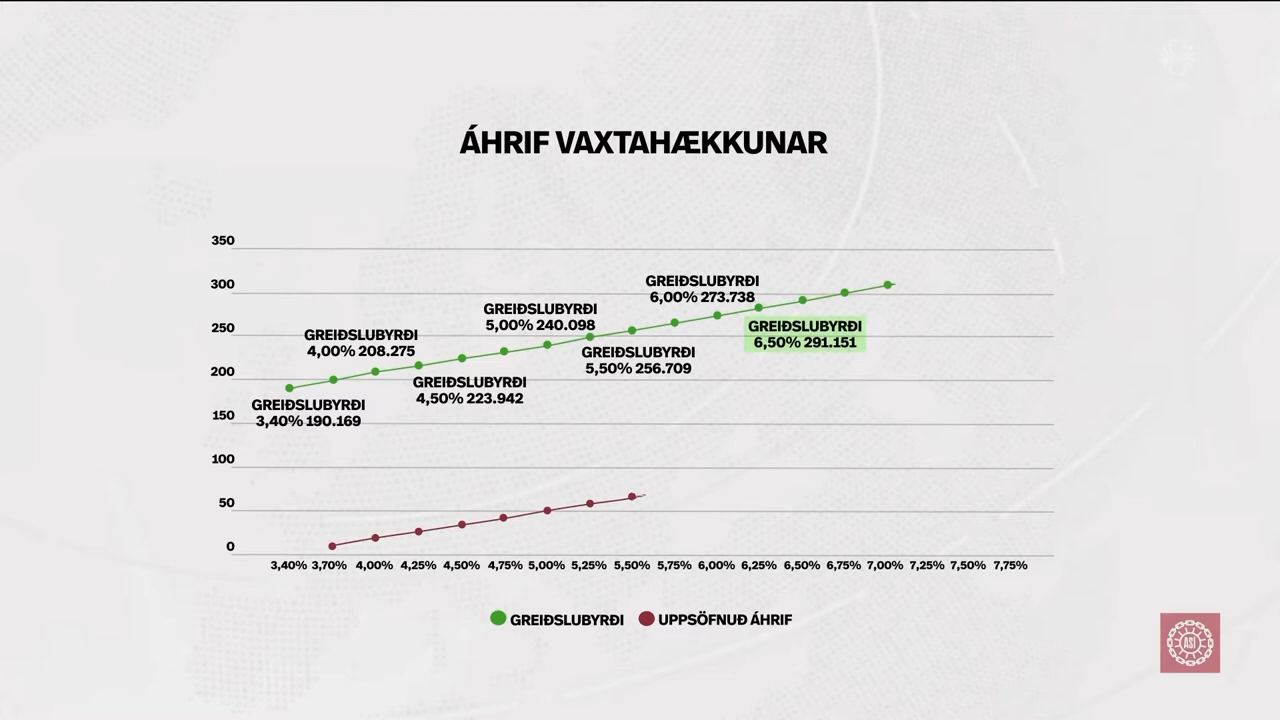 ÁHRIF VAXTAHÆKKUNAR
350
300
250
200
150
100
50
0
GREIÐSLUBYRÐI
3,40% 190.169
GREIÐSLUBYRÐI
4,00% 208.275
GREIÐSLUBYRÐI
4,50% 223.942
GREIÐSLUBYRÐI
5,00% 240.098
GREIÐSLUBYRÐI
5,50% 256.709
GREIÐSLUBYRÐI
6,00% 273.738
GREIÐSLUBYRÐI
6,50% 291.151
3,40% 3,70% 4,00% 4,25% 4,50% 4,75% 5,00% 5,25% 5,50% 5,75% 6,00% 6,25% 6,50% 6,75% 7,00% 7,25% 7,50% 7,75%
GREIÐSLUBYRÐI UPPSÖFNUÐ ÁHRIF
ASÍ